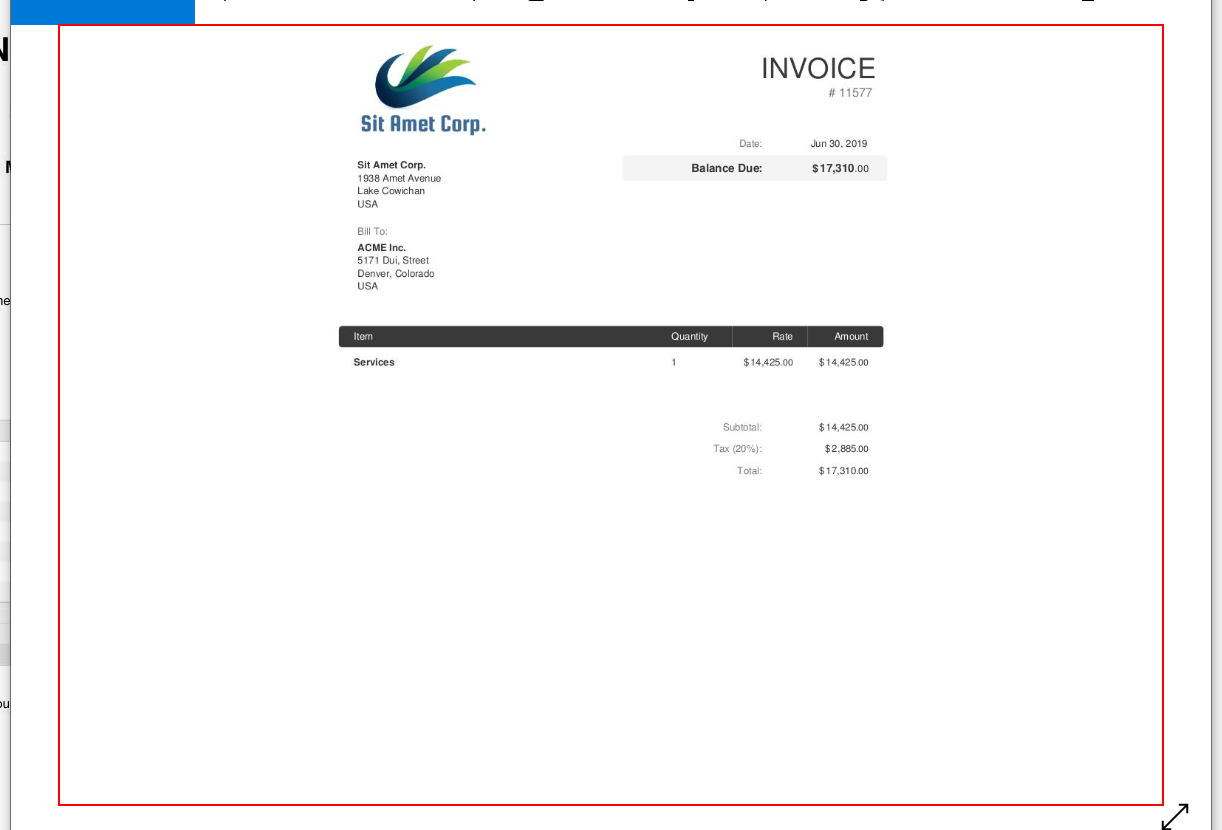 Sit Amet Corp.
INVOICE
# 11577
Date: Jun 30, 2019
Balance Due: $17,310.00
Sit Amet Corp.
1938 Amet Avenue
Lake Cowichan
USA
Bill To:
ACME Inc.
5171 Dui, Street
Denver, Colorado
USA
Item Quantity Rate Amount
Services 1 $14,425.00 $14,425.00
Subtotal: $14,425.00
Tax (20%): $2,885.00
Total: $17,310.00